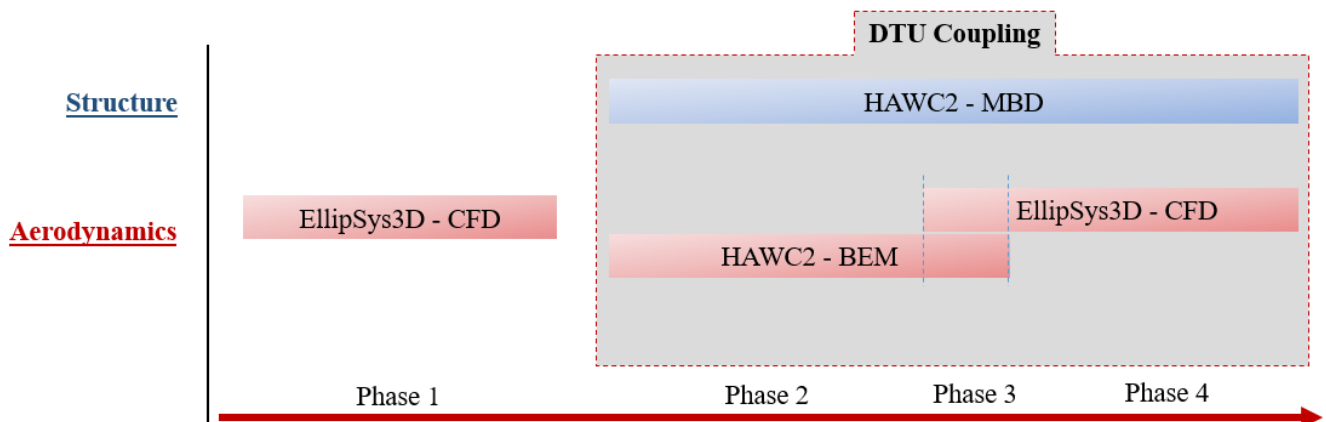 DTU Coupling
Structure
HAWC2 - MBD
Aerodynamics
EllipSys3D - CFD
EllipSys3D - CFD
HAWC2 - BEM
Phase 1
Phase 2
Phase 3
Phase 4